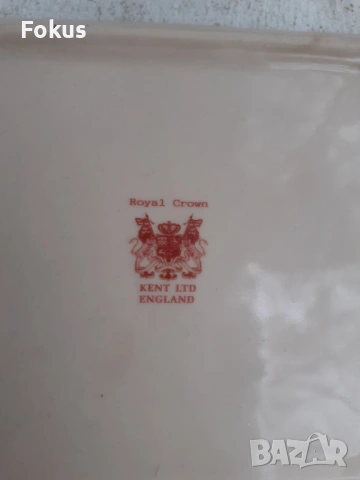 Fokus
Royal Crown
KENT LTD
ENGLAND
BAZAR